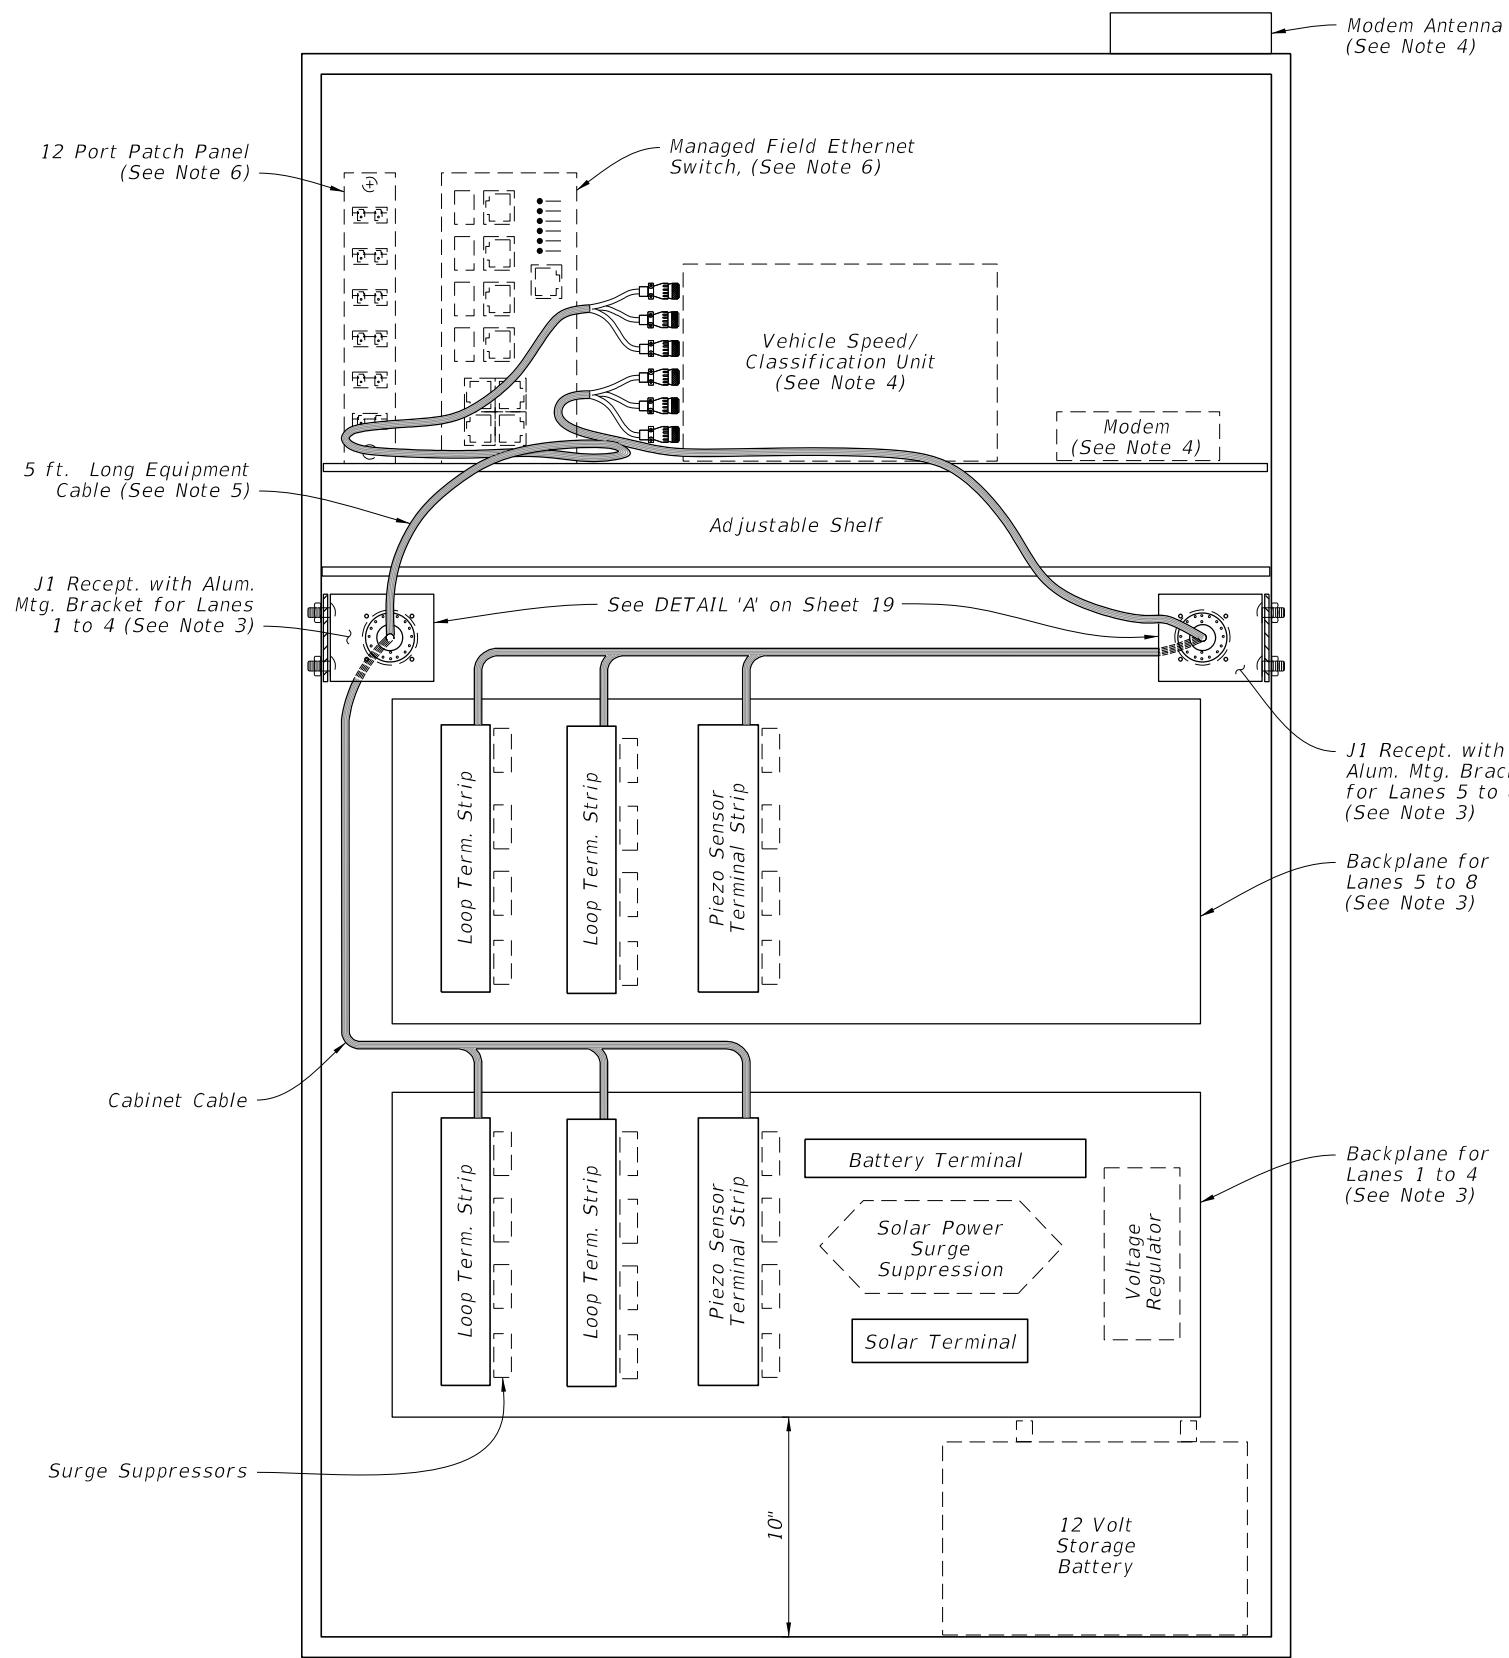 Modem Antenna
(See Note 4)
12 Port Patch Panel
(See Note 6)
Managed Field Ethernet
Switch, (See Note 6)
Vehicle Speed/
Classification Unit
(See Note 4)
Modem
(See Note 4)
5 ft. Long Equipment
Cable (See Note 5)
Adjustable Shelf
J1 Recept. with Alum.
Mtg. Bracket for Lanes
1 to 4 (See Note 3)
See DETAIL 'A' on Sheet 19
J1 Recept. with
Alum. Mtg.
for Lanes 5 to
(See Note 3)
Loop Term. Strip
Loop Term. Strip
Piezo Sensor
Terminal Strip
Backplane for
Lanes 5 to 8
(See Note 3)
Cabinet Cable
Loop Term. Strip
Loop Term. Strip
Piezo Sensor
Terminal Strip
Battery Terminal
Solar Power
Surge
Suppression
Solar Terminal
Voltage
Regulator
Backplane for
Lanes 1 to 4
(See Note 3)
Surge Suppressors
10"
12 Volt
Storage
Battery